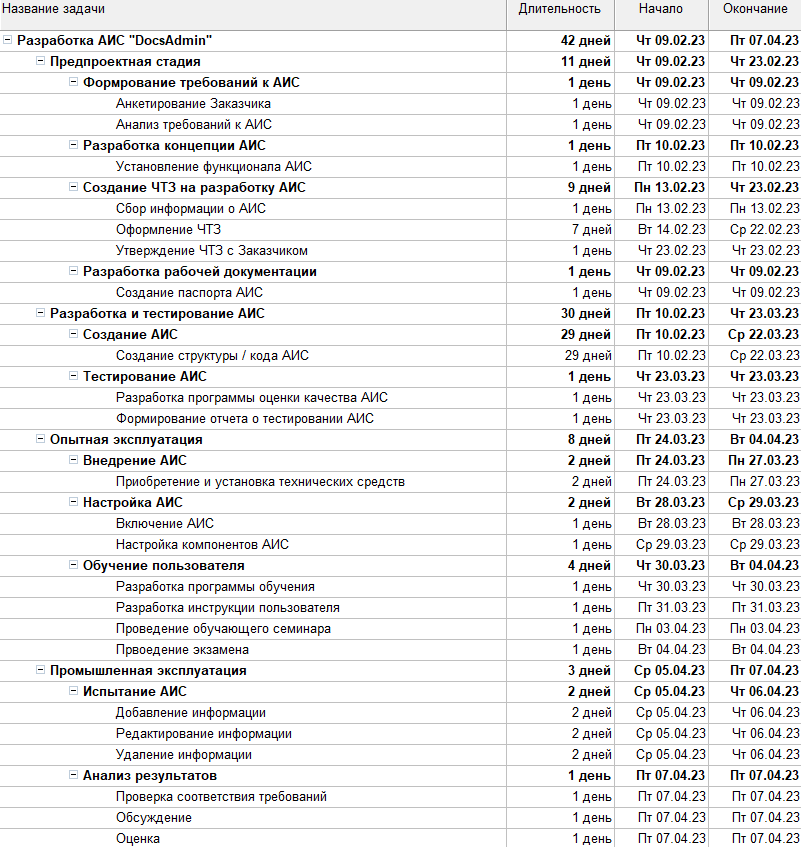 Название задачи Длительность Начало Окончание
Разработка АИС "DocsAdmin" 42 дней Чт 09.02.23 Пт 07.04.23
Предпроектная стадия 11 дней Чт 09.02.23 Чт 23.02.23
Формрование требований к АИС 1 день Чт 09.02.23 Чт 09.02.23
Анкетирование Заказчика 1 день Чт 09.02.23 Чт 09.02.23
Анализ требований к АИС 1 день Чт 09.02.23 Чт 09.02.23
Разработка концепции АИС 1 день Пт 10.02.23 Пт 10.02.23
Установление функционала АИС 1 день Пт 10.02.23 Пт 10.02.23
Создание ЧТЗ на разработку АИС 9 дней Пн 13.02.23 Чт 23.02.23
Сбор информации о АИС 1 день Пн 13.02.23 Пн 13.02.23
Оформление ЧТЗ 7 дней Вт 14.02.23 Ср 22.02.23
Утверждение ЧТЗ с Заказчиком 1 день Чт 23.02.23 Чт 23.02.23
Разработка рабочей документации 1 день Чт 09.02.23 Чт 09.02.23
Создание паспорта АИС 1 день Чт 09.02.23 Чт 09.02.23
Разработка и тестирование АИС 30 дней Пт 10.02.23 Чт 23.03.23
Создание АИС 29 дней Пт 10.02.23 Ср 22.03.23
Создание структуры / кода АИС 29 дней Пт 10.02.23 Ср 22.03.23
Тестирование АИС 1 день Чт 23.03.23 Чт 23.03.23
Разработка программы оценки качества АИС 1 день Чт 23.03.23 Чт 23.03.23
Формирование отчета о тестировании АИС 1 день Чт 23.03.23 Чт 23.03.23
Опытная эксплуатация 8 дней Пт 24.03.23 Вт 04.04.23
Внедрение АИС 2 дней Пт 24.03.23 Пн 27.03.23
Приобретение и установка технических средств 2 дней Пт 24.03.23 Пн 27.03.23
Настройка АИС 2 дней Вт 28.03.23 Ср 29.03.23
Включение АИС 1 день Вт 28.03.23 Вт 28.03.23
Настройка компонентов АИС 1 день Ср 29.03.23 Ср 29.03.23
Обучение пользователя 4 дней Чт 30.03.23 Вт 04.04.23
Разработка программы обучения 1 день Чт 30.03.23 Чт 30.03.23
Разработка инструкции пользователя 1 день Пт 31.03.23 Пт 31.03.23
Проведение обучающего семинара 1 день Пн 03.04.23 Пн 03.04.23
Првоедение экзамена 1 день Вт 04.04.23 Вт 04.04.23
Промышленная эксплуатация 3 дней Ср 05.04.23 Пт 07.04.23
Испытание АИС 2 дней Ср 05.04.23 Чт 06.04.23
Добавление информации 2 дней Ср 05.04.23 Чт 06.04.23
Редактирование информации 2 дней Ср 05.04.23 Чт 06.04.23
Удаление информации 2 дней Ср 05.04.23 Чт 06.04.23
Анализ результатов 1 день Пт 07.04.23 Пт 07.04.23
Проверка соответствия требований 1 день Пт 07.04.23 Пт 07.04.23
Обсуждение 1 день Пт 07.04.23 Пт 07.04.23
Оценка 1 день Пт 07.04.23 Пт 07.04.23